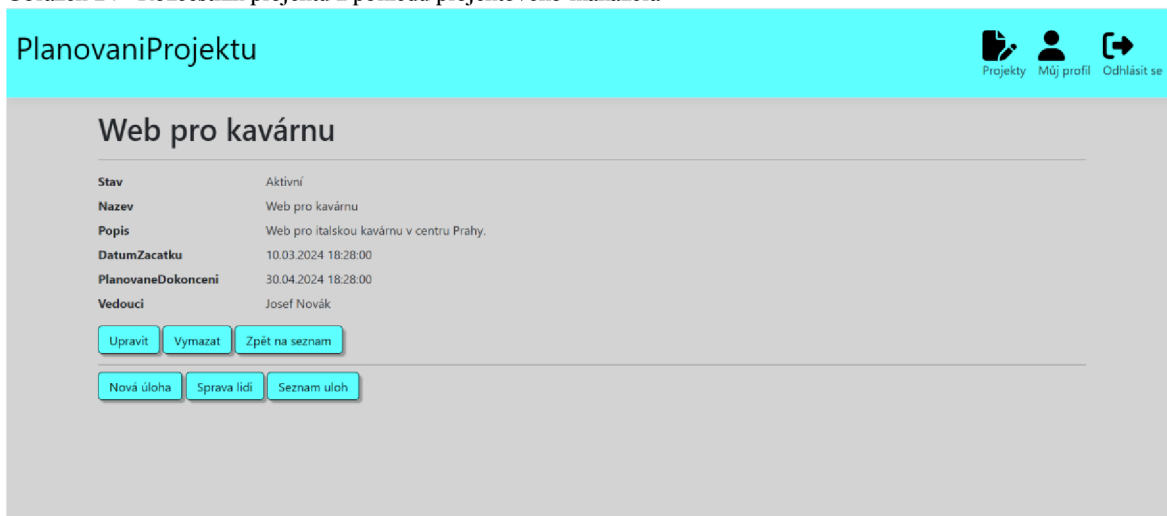 PlanovaniProjektu
Projekty Můj profil Odhlásit se
Web pro kavárnu
Stav Aktivní
Nazev Web pro kavárnu
Popis Web pro italskou kavárnu v centru Prahy.
DatumZacatku 10.03.2024 18:28:00
PlanovaneDokonceni 30.04.2024 18:28:00
Vedouci Josef Novák
Upravit Vymazat Zpět na seznam
Nová úloha Sprava lidi Seznam uloh